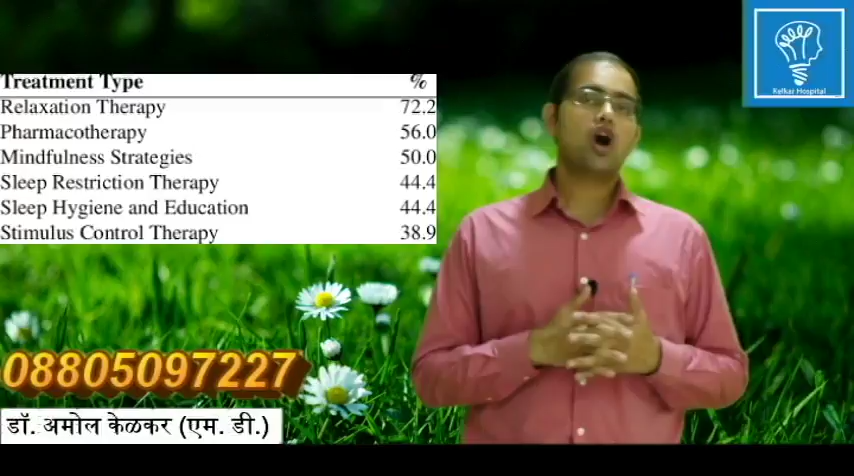 Kelkar Hospital
Treatment Type %
Relaxation Therapy 72.2
Pharmacotherapy 56.0
Mindfulness Strategies 50.0
Sleep Restriction Therapy 44.4
Sleep Hygiene and Education 44.4
Stimulus Control Therapy 38.9
08805097227
डॉ. अमोल केळकर (एम. डी.)